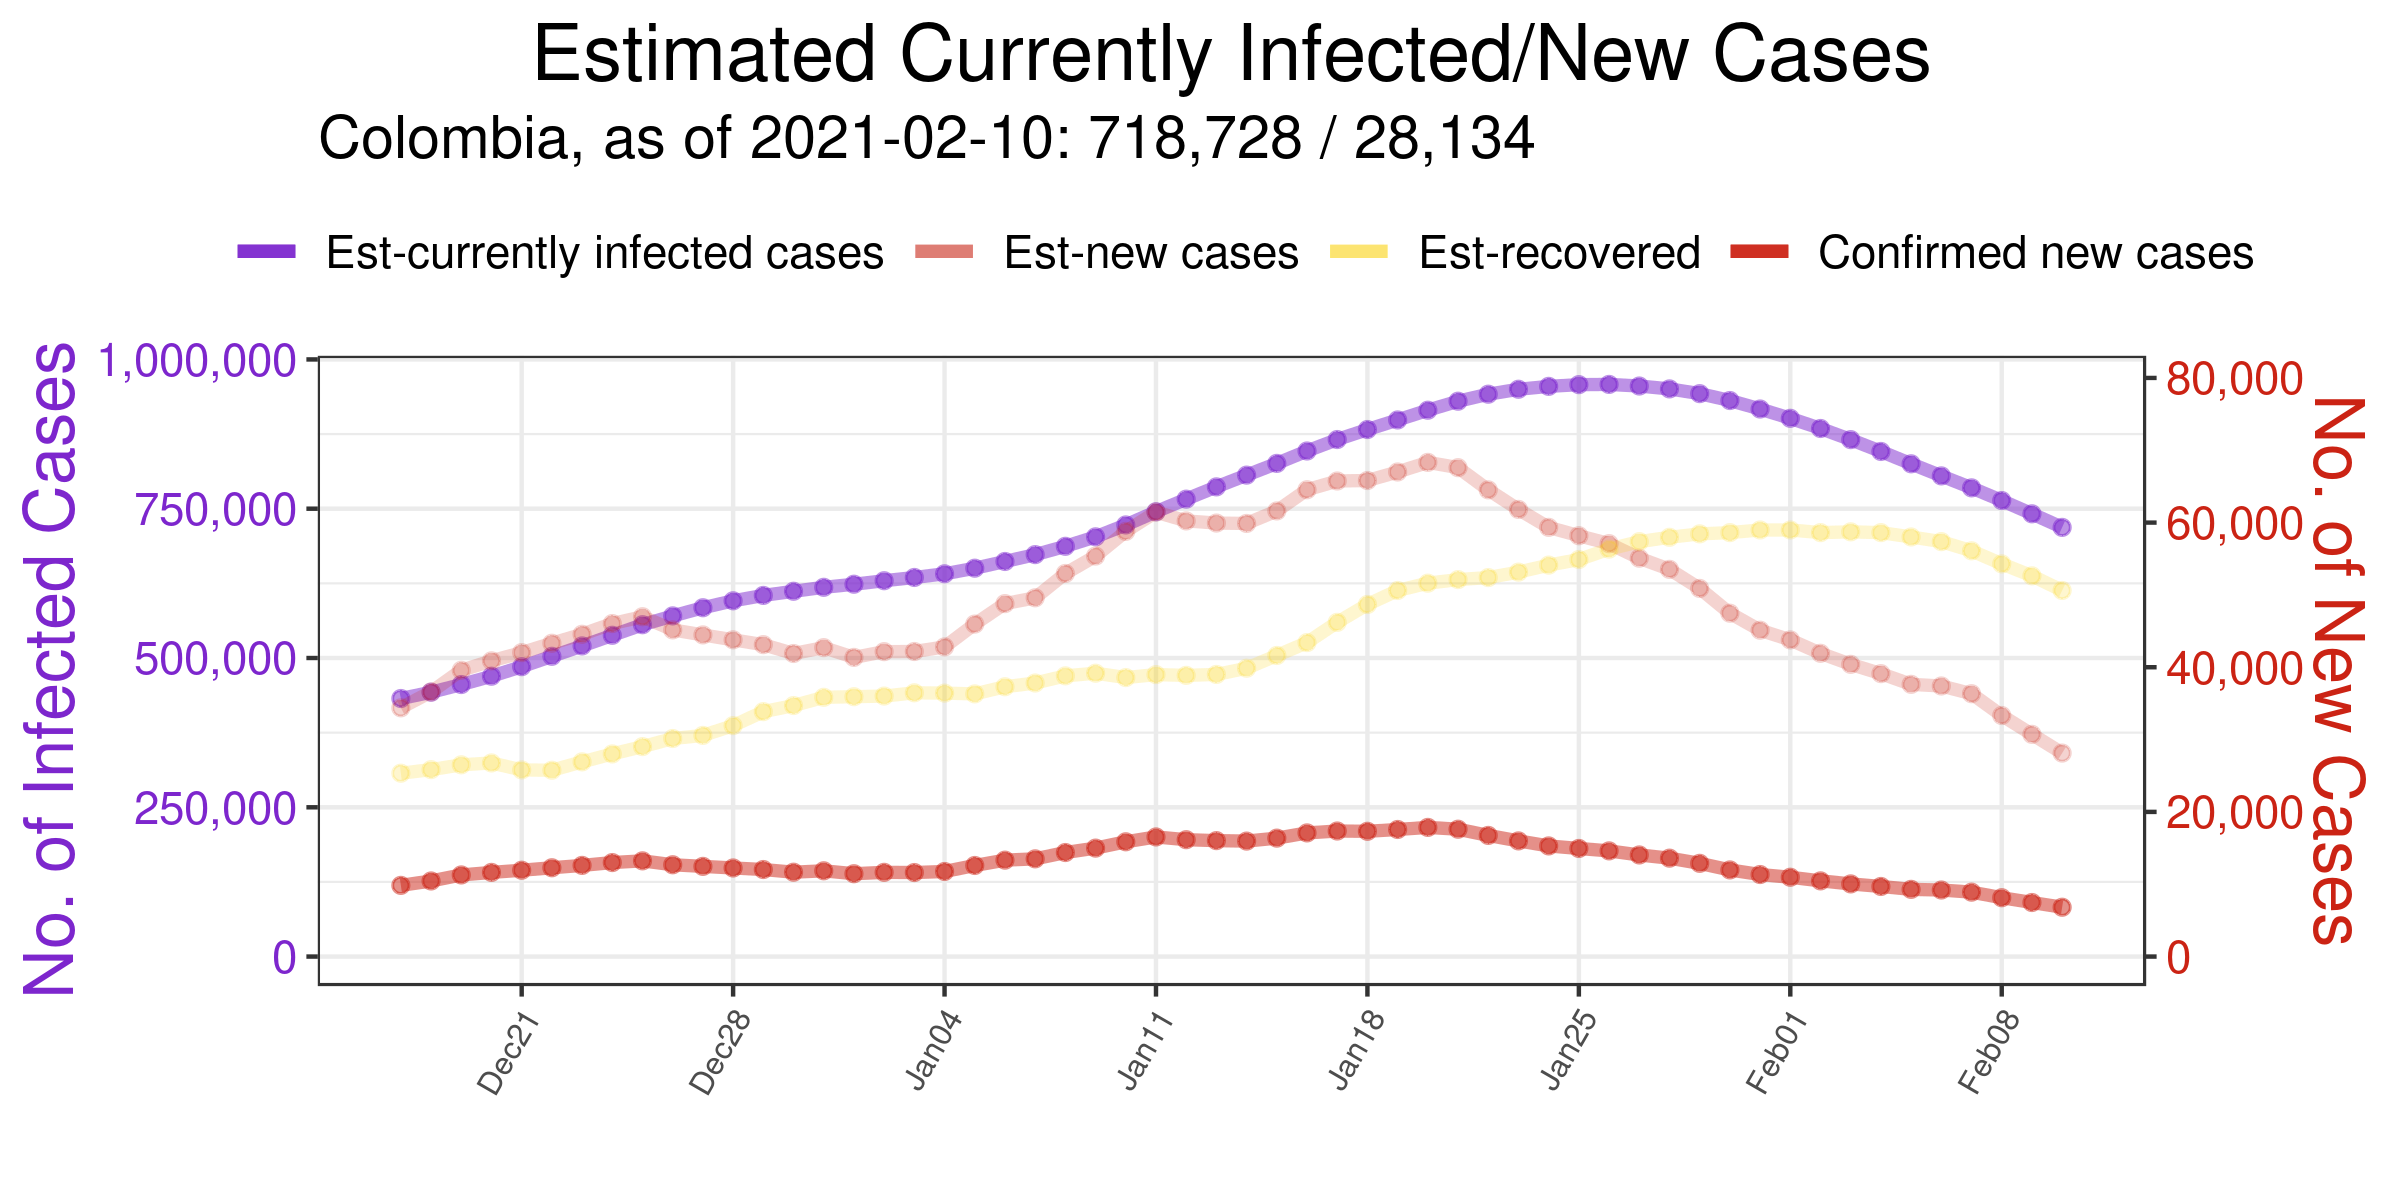 Estimated Currently Infected/New Cases
Colombia, as of 2021-02-10: 718,728 / 28,134
Est-currently infected cases Est-new cases Est-recovered Confirmed new cases
No. of Infected Cases
1,000,000
750,000
500,000
250,000
0
80,000
60,000
40,000
20,000
0
No. of New Cases
Dec21 Dec28 Jan04 Jan11 Jan18 Jan25 Feb01 Feb08